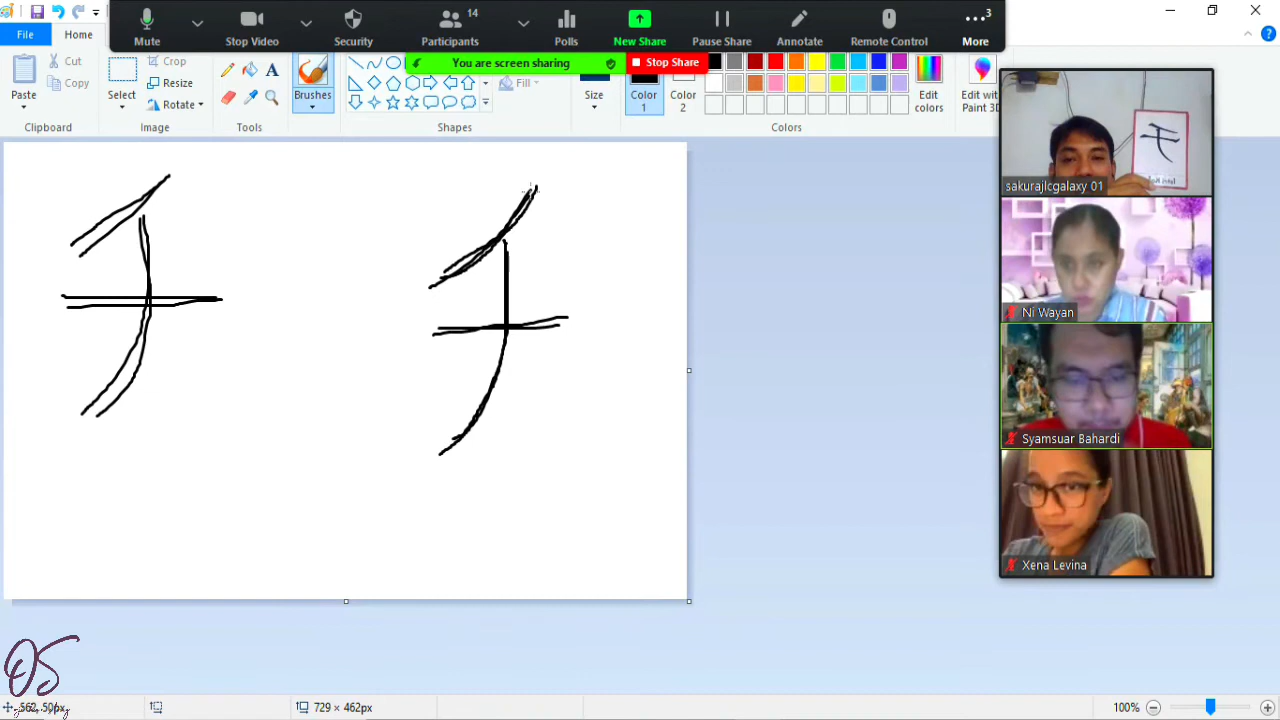 14
3
Mute
Stop Video
Security
Participants
Polls
New Share
Pause Share
Annotate
Remote Control
More
You are screen sharing
Stop Share
File
Home
Paste
Cut
Copy
Clipboard
Select
Crop
Resize
Rotate
Image
Tools
Brushes
Shapes
Fill
Size
Color 1
Color 2
Colors
Edit colors
Edit with Paint 3D
チ
チ
チ
sakurajlcgalaxy 01
Ni Wayan
Syamsuar Bahardi
Xena Levina
OS
562, 506px
729 × 462px
100%